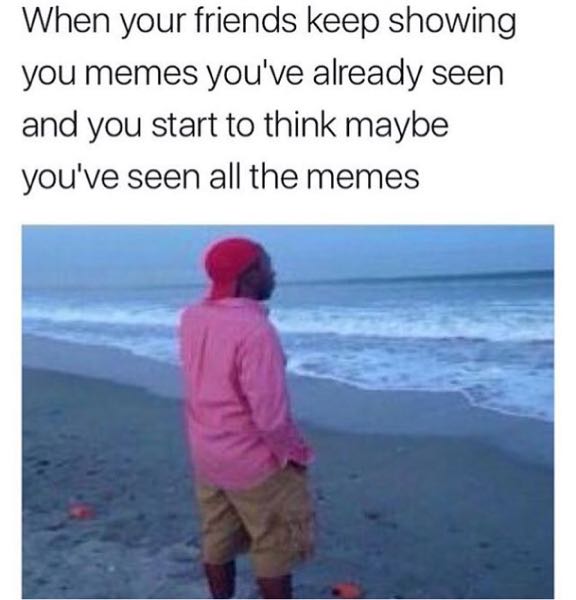 When your friends keep showing
you memes you've already seen
and you start to think maybe
you've seen all the memes